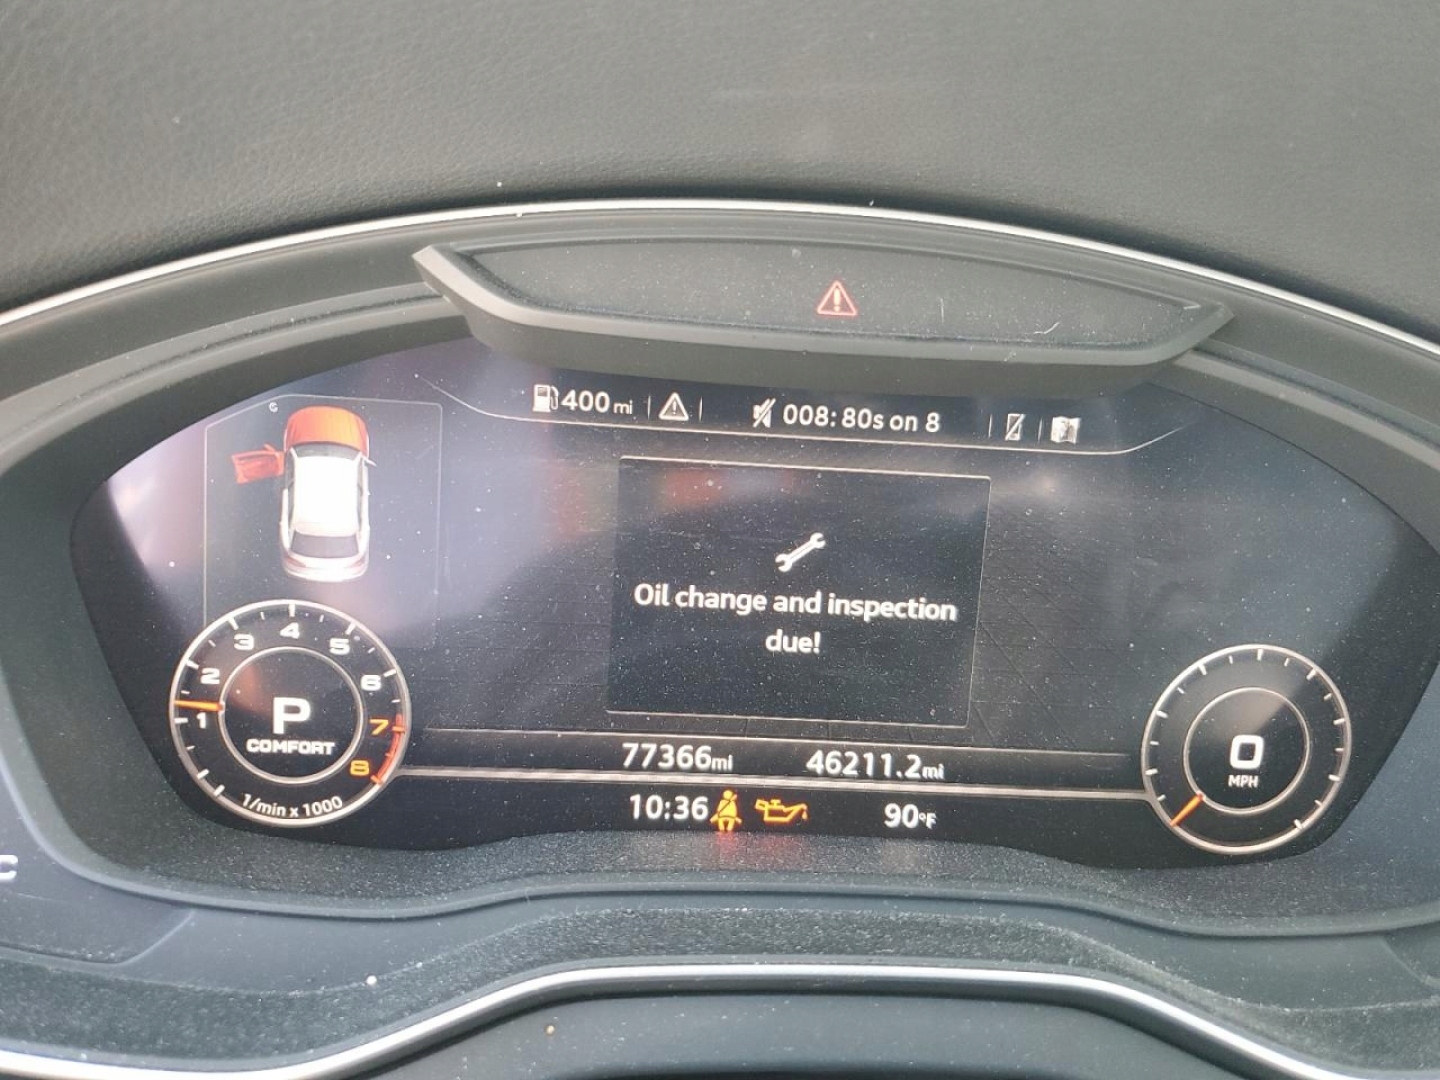 400 mi
008: 80s on 8
Oil change and inspection
due!
1
2
3
4
5
6
7
8
P
COMFORT
1/min x 1000
77366mi
46211.2mi
0
MPH
10:36
90°F
C